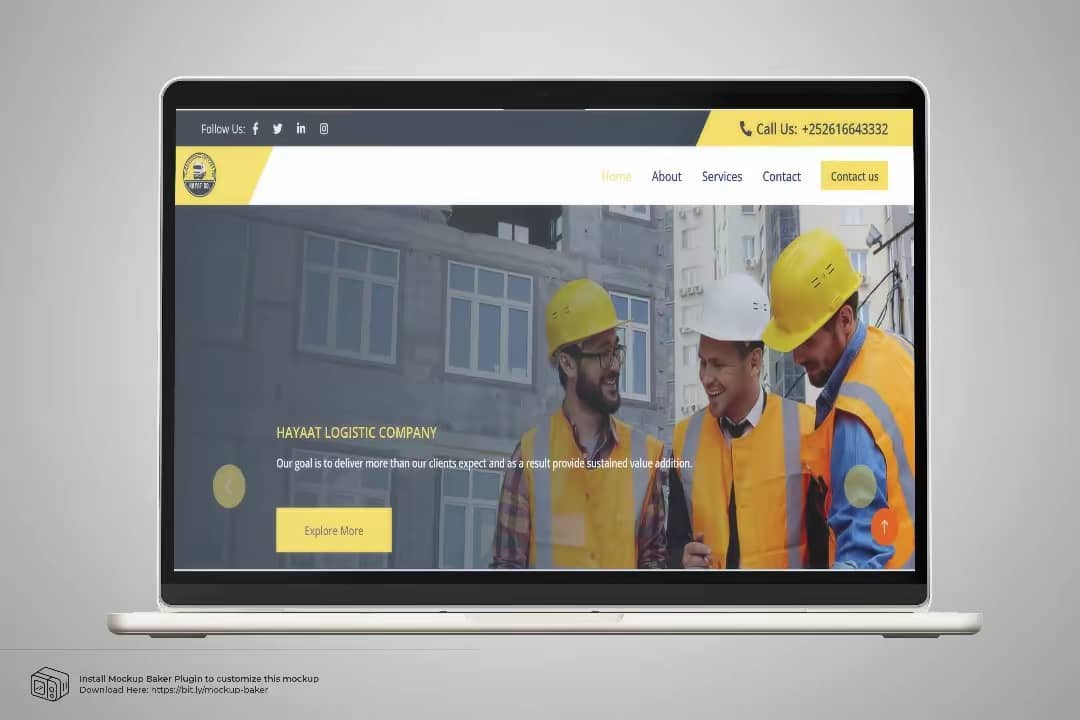 Follow Us:
Call Us: +252616643332
HAYAT CO.
Home
About
Services
Contact
Contact us
HAYAAT LOGISTIC COMPANY
Our goal is to deliver more than our clients expect and as a result provide sustained value addition.
Explore More
Install Mockup Baker Plugin to customize this mockup
Download Here: https://bit.ly/mockup-baker